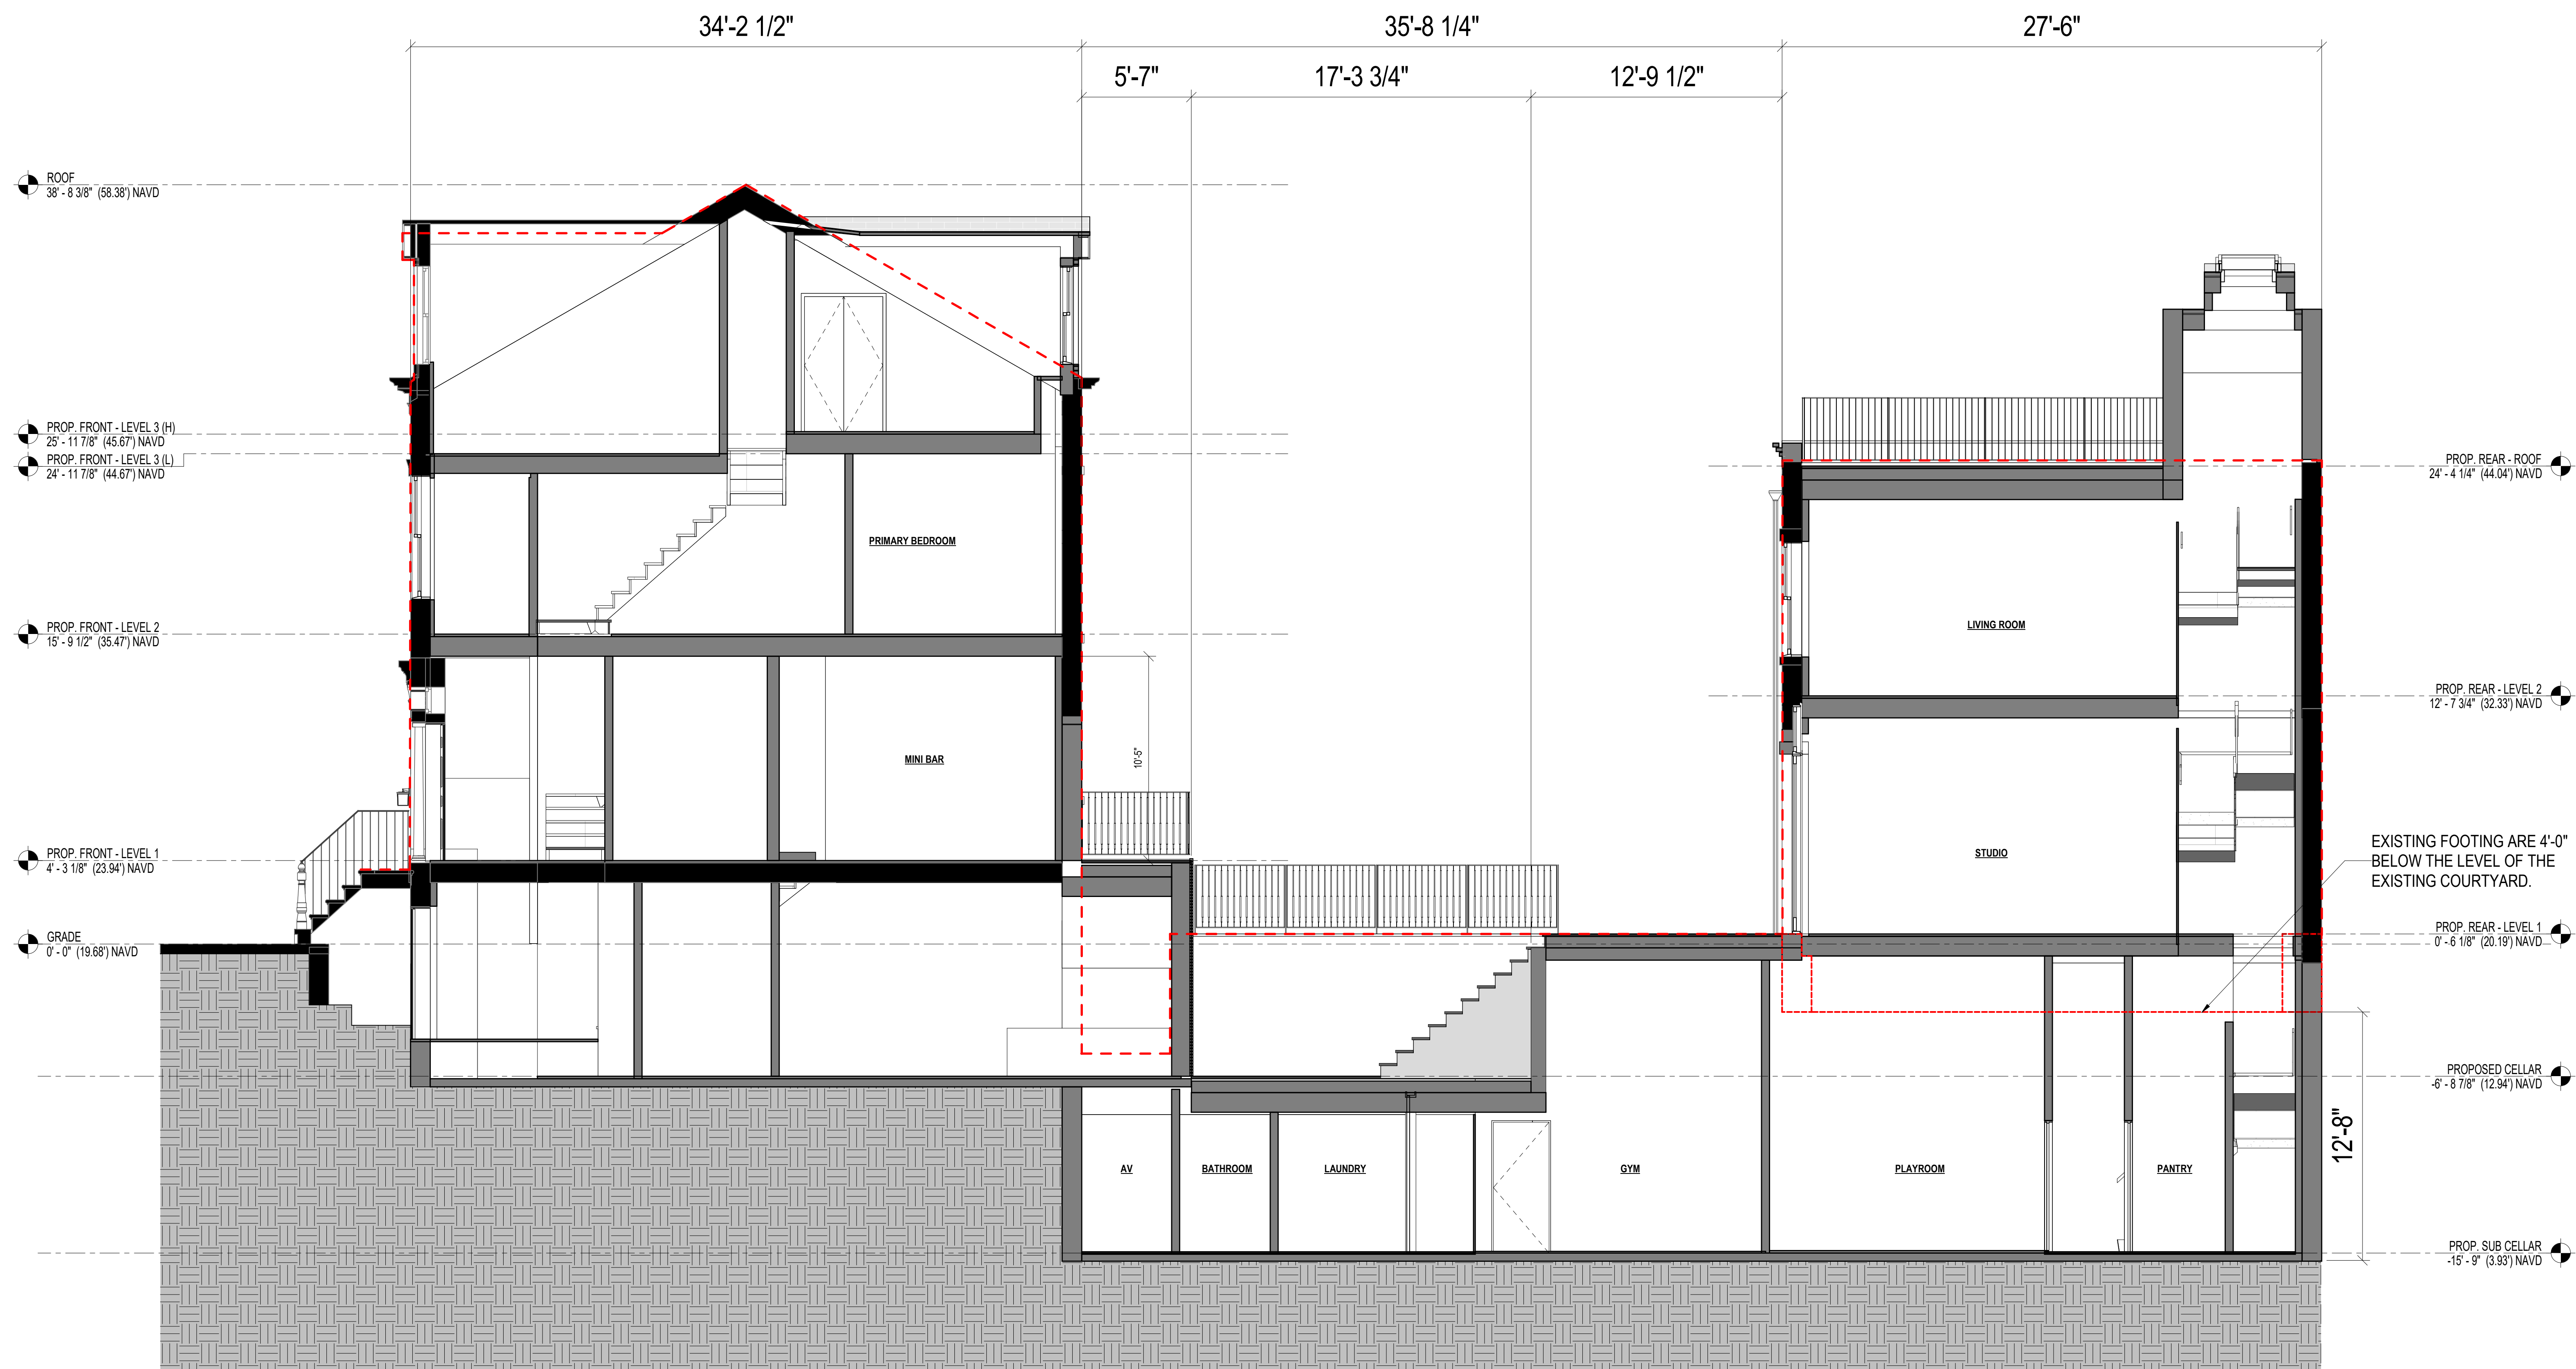 34'-2 1/2"
35'-8 1/4"
27'-6"
5'-7"
17'-3 3/4"
12'-9 1/2"
ROOF
38' - 8 3/8" (58.38') NAVD
PROP. FRONT - LEVEL 3 (H)
25' - 11 7/8" (45.67') NAVD
PROP. FRONT - LEVEL 3 (L)
24' - 11 7/8" (44.67') NAVD
PROP. REAR - ROOF
24' - 4 1/4" (44.04') NAVD
PRIMARY BEDROOM
LIVING ROOM
PROP. FRONT - LEVEL 2
15' - 9 1/2" (35.47') NAVD
PROP. REAR - LEVEL 2
12' - 7 3/4" (32.33') NAVD
MINI BAR
10'-5"
STUDIO
EXISTING FOOTING ARE 4'-0"
BELOW THE LEVEL OF THE
EXISTING COURTYARD.
PROP. FRONT - LEVEL 1
4' - 3 1/8" (23.94') NAVD
GRADE
0' - 0" (19.68') NAVD
PROP. REAR - LEVEL 1
0' - 6 1/8" (20.19') NAVD
PROPOSED CELLAR
-6' - 8 7/8" (12.94') NAVD
12'-8"
AV
BATHROOM
LAUNDRY
GYM
PLAYROOM
PANTRY
PROP. SUB CELLAR
-15' - 9" (3.93') NAVD